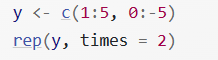 y <- c(1:5, 0:-5)
rep(y, times = 2)